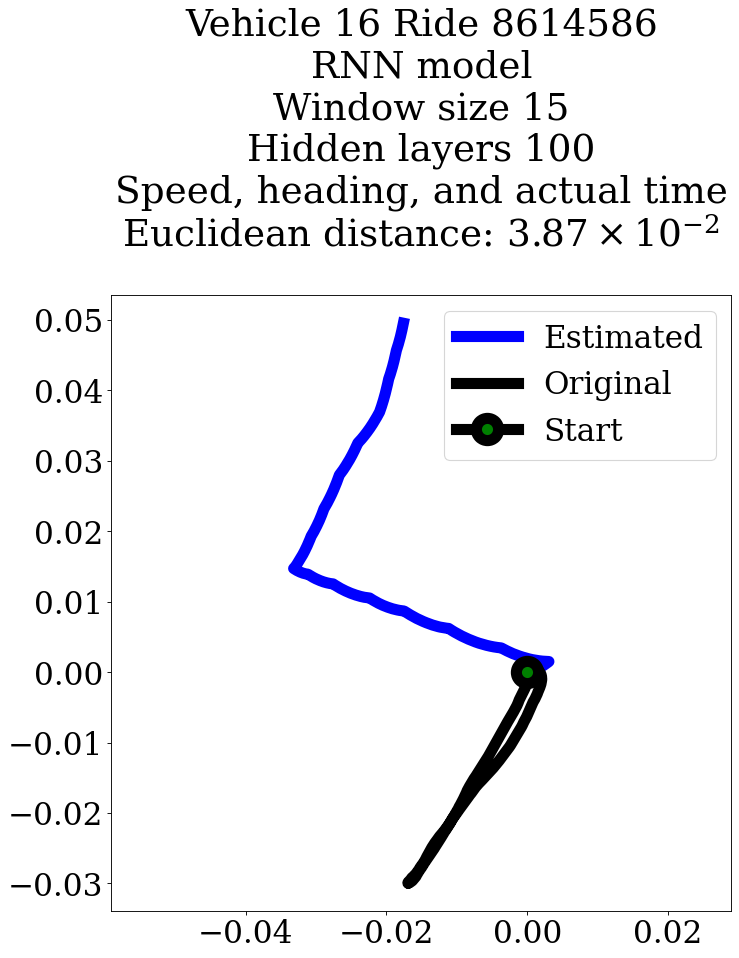 Vehicle 16 Ride 8614586
RNN model
Window size 15
Hidden layers 100
Speed, heading, and actual time
Euclidean distance: 3.87 × 10⁻²
Estimated
Original
Start
0.05
0.04
0.03
0.02
0.01
0.00
−0.01
−0.02
−0.03
−0.04 −0.02 0.00 0.02